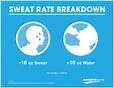 SWEAT RATE BREAKDOWN
-16 oz Sweat
+16 oz Water